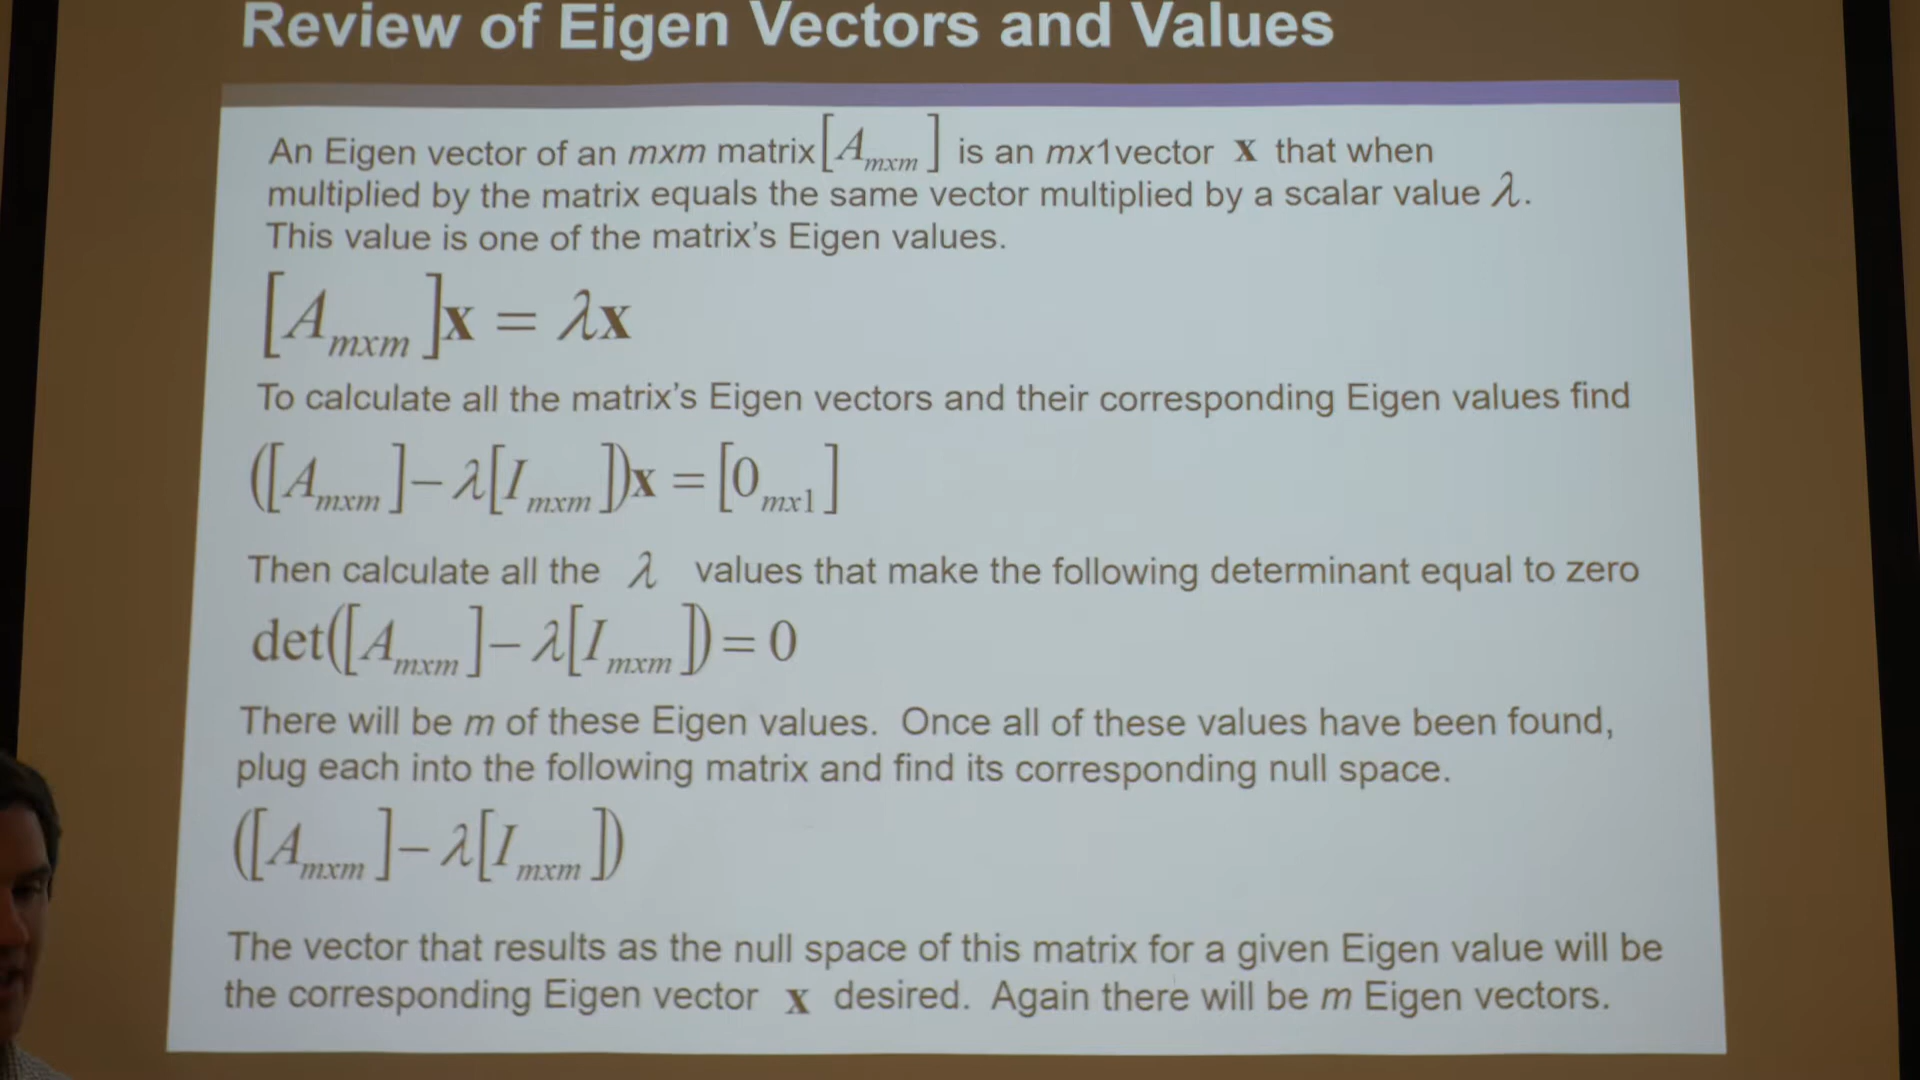 Review of Eigen Vectors and Values
An Eigen vector of an mxm matrix [A_mxm] is an mx1vector x that when
multiplied by the matrix equals the same vector multiplied by a scalar value λ.
This value is one of the matrix's Eigen values.
[A_mxm]x = λx
To calculate all the matrix's Eigen vectors and their corresponding Eigen values find
([A_mxm]−λ[I_mxm])x = [0_mx1]
Then calculate all the λ values that make the following determinant equal to zero
det([A_mxm]−λ[I_mxm]) = 0
There will be m of these Eigen values. Once all of these values have been found,
plug each into the following matrix and find its corresponding null space.
([A_mxm]−λ[I_mxm])
The vector that results as the null space of this matrix for a given Eigen value will be
the corresponding Eigen vector x desired. Again there will be m Eigen vectors.